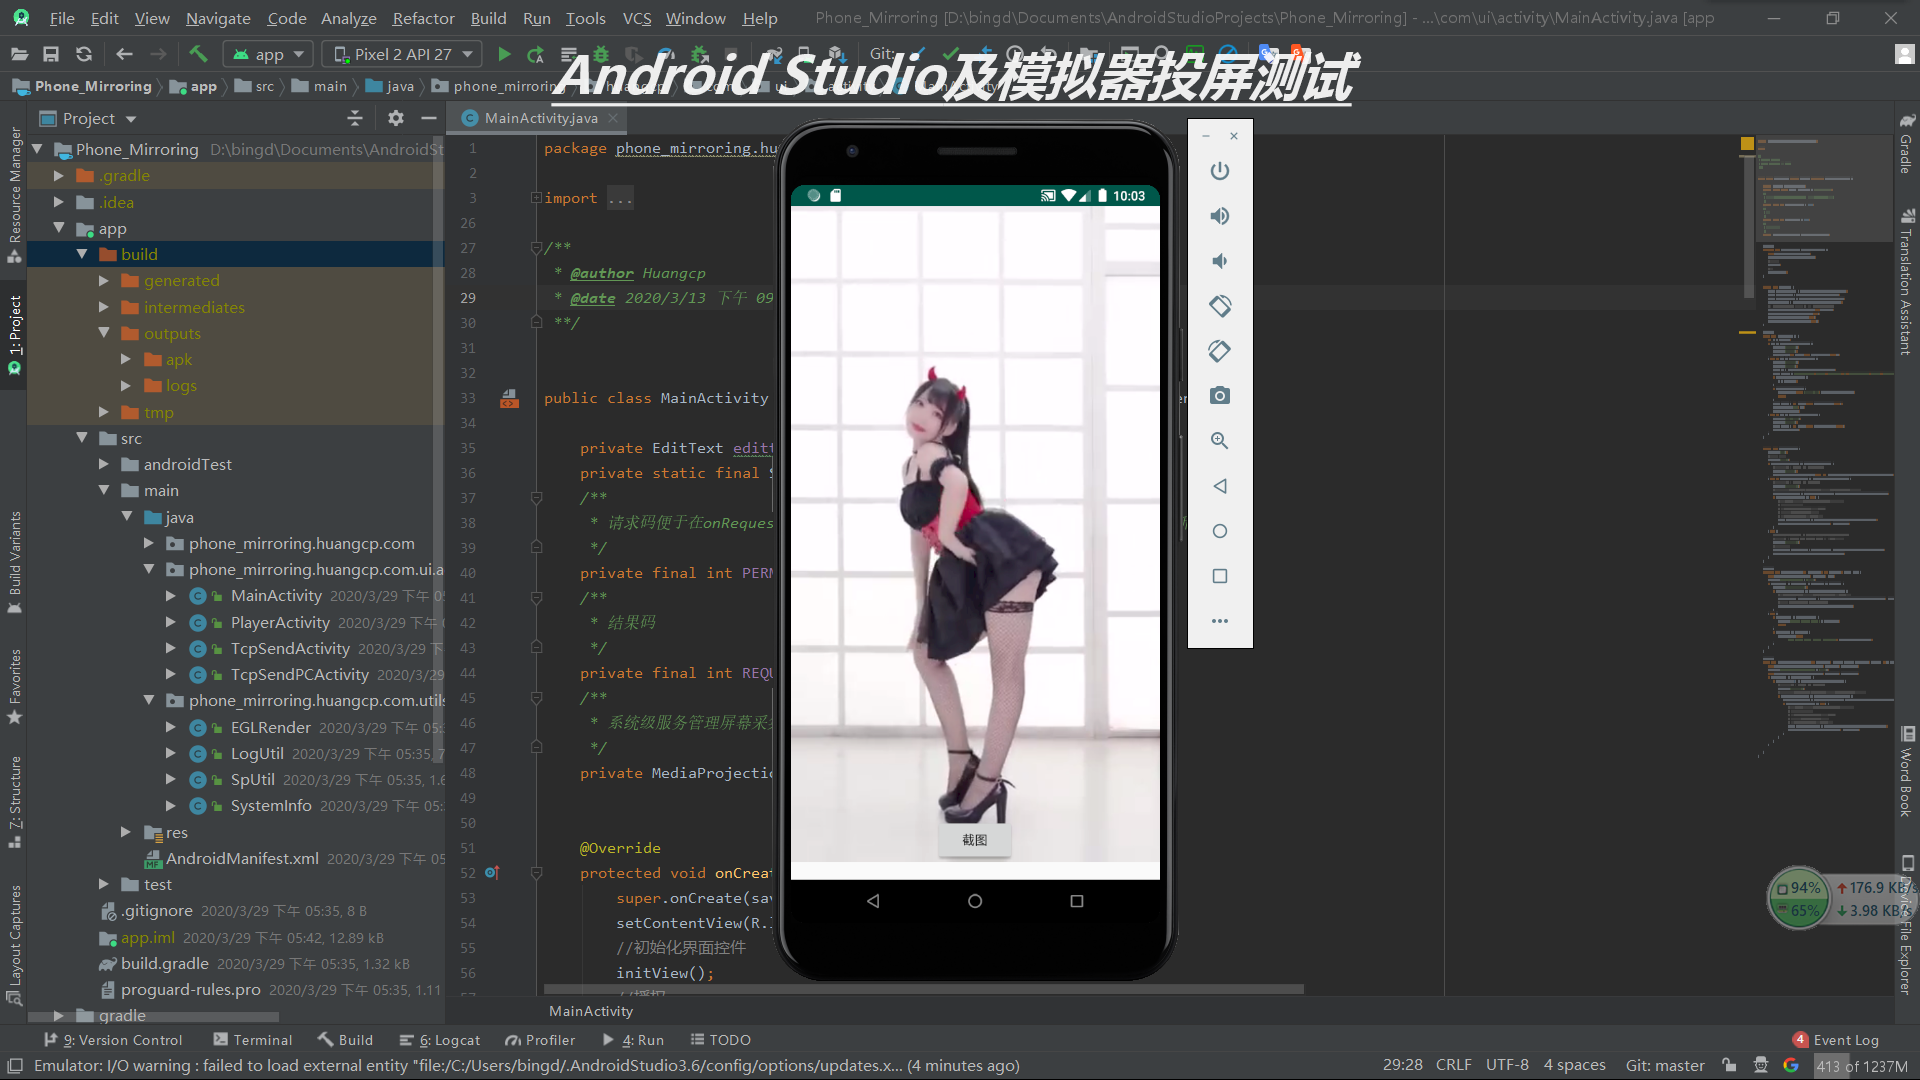 File Edit View Navigate Code Analyze Refactor Build Run Tools VCS Window Help Phone_Mirroring [D:\bingd\Documents\AndroidStudioProjects\Phone_Mirroring] - ...\com\ui\activity\MainActivity.java [app
app Pixel 2 API 27 Git:
Android Studio及模拟器投屏测试
Phone_Mirroring app src main java phone_mirroring
Project
MainActivity.java
Phone_Mirroring D:\bingd\Documents\AndroidSt
.gradle
.idea
app
build
generated
intermediates
outputs
apk
logs
tmp
src
androidTest
main
java
phone_mirroring.huangcp.com
phone_mirroring.huangcp.com.ui.a
MainActivity 2020/3/29 下午 05
PlayerActivity 2020/3/29 下午
TcpSendActivity 2020/3/29 下午 0
TcpSendPCActivity 2020/3/29
phone_mirroring.huangcp.com.utils
EGLRender 2020/3/29 下午 05:
LogUtil 2020/3/29 下午 05:35, 7
SpUtil 2020/3/29 下午 05:35, 1.6
SystemInfo 2020/3/29 下午 05:
res
AndroidManifest.xml 2020/3/29 下午 05
test
.gitignore 2020/3/29 下午 05:35, 8 B
app.iml 2020/3/29 下午 05:42, 12.89 kB
build.gradle 2020/3/29 下午 05:35, 1.32 kB
proguard-rules.pro 2020/3/29 下午 05:35, 1.11
gradle
Resource Manager
1: Project
Build Variants
Favorites
7: Structure
Layout Captures
1 package phone_mirroring.hu
2
3 import ...
26
27 /**
28 * @author Huangcp
29 * @date 2020/3/13 下午 09
30 **/
31
32
33 public class MainActivity
34
35 private EditText editt
36 private static final S
37 /**
38 * 请求码便于在onReques
39 */
40 private final int PERM
41 /**
42 * 结果码
43 */
44 private final int REQU
45 /**
46 * 系统级服务管理屏幕采
47 */
48 private MediaProjectio
49
50
51 @Override
52 protected void onCreat
53 super.onCreate(sav
54 setContentView(R.l
55 //初始化界面控件
56 initView();
57 //授权
MainActivity
10:03
截图
Gradle
Translation Assistant
Word Book
Device File Explorer
94% 176.9 KB/s
65% 3.98 KB/s
9: Version Control Terminal Build 6: Logcat Profiler 4: Run TODO 4 Event Log
Emulator: I/O warning : failed to load external entity "file:/C:/Users/bingd/.AndroidStudio3.6/config/options/updates.x... (4 minutes ago) 29:28 CRLF UTF-8 4 spaces Git: master 413 of 1237M